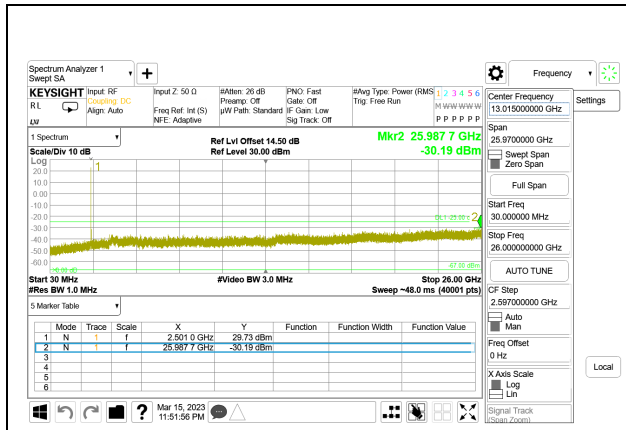 Spectrum Analyzer 1
Swept SA
Frequency
KEYSIGHT
RL
LXI
Input: RF
Coupling: DC
Align: Auto
Input Z: 50 Ω
Freq Ref: Int (S)
NFE: Adaptive
#Atten: 26 dB
Preamp: Off
µW Path: Standard
PNO: Fast
Gate: Off
IF Gain: Low
Sig Track: Off
#Avg Type: Power (RMS
Trig: Free Run
1 2 3 4 5 6
M W W W W W
P P P P P P
Center Frequency
13.015000000 GHz
Settings
Span
25.9700000 GHz
Swept Span
Zero Span
Full Span
Start Freq
30.000000 MHz
Stop Freq
26.00000000 GHz
AUTO TUNE
CF Step
2.597000000 GHz
Auto
Man
Freq Offset
0 Hz
X Axis Scale
Log
Lin
Signal Track
(Span Zoom)
Local
1 Spectrum
Scale/Div 10 dB
Ref Lvl Offset 14.50 dB
Ref Level 30.00 dBm
Mkr2 25.987 7 GHz
-30.19 dBm
Log
20.0
10.0
0.00
-10.0
-20.0
-30.0
-40.0
-50.0
-60.0
1
2
Start 30 MHz
#Res BW 1.0 MHz
#Video BW 3.0 MHz
Stop 26.00 GHz
Sweep ~48.0 ms (40001 pts)
5 Marker Table
Mode Trace Scale X Y Function Function Width Function Value
1 N 1 f 2.501 0 GHz 29.73 dBm
2 N 1 f 25.987 7 GHz -30.19 dBm
3
4
5
6
?
Mar 15, 2023
11:51:56 PM